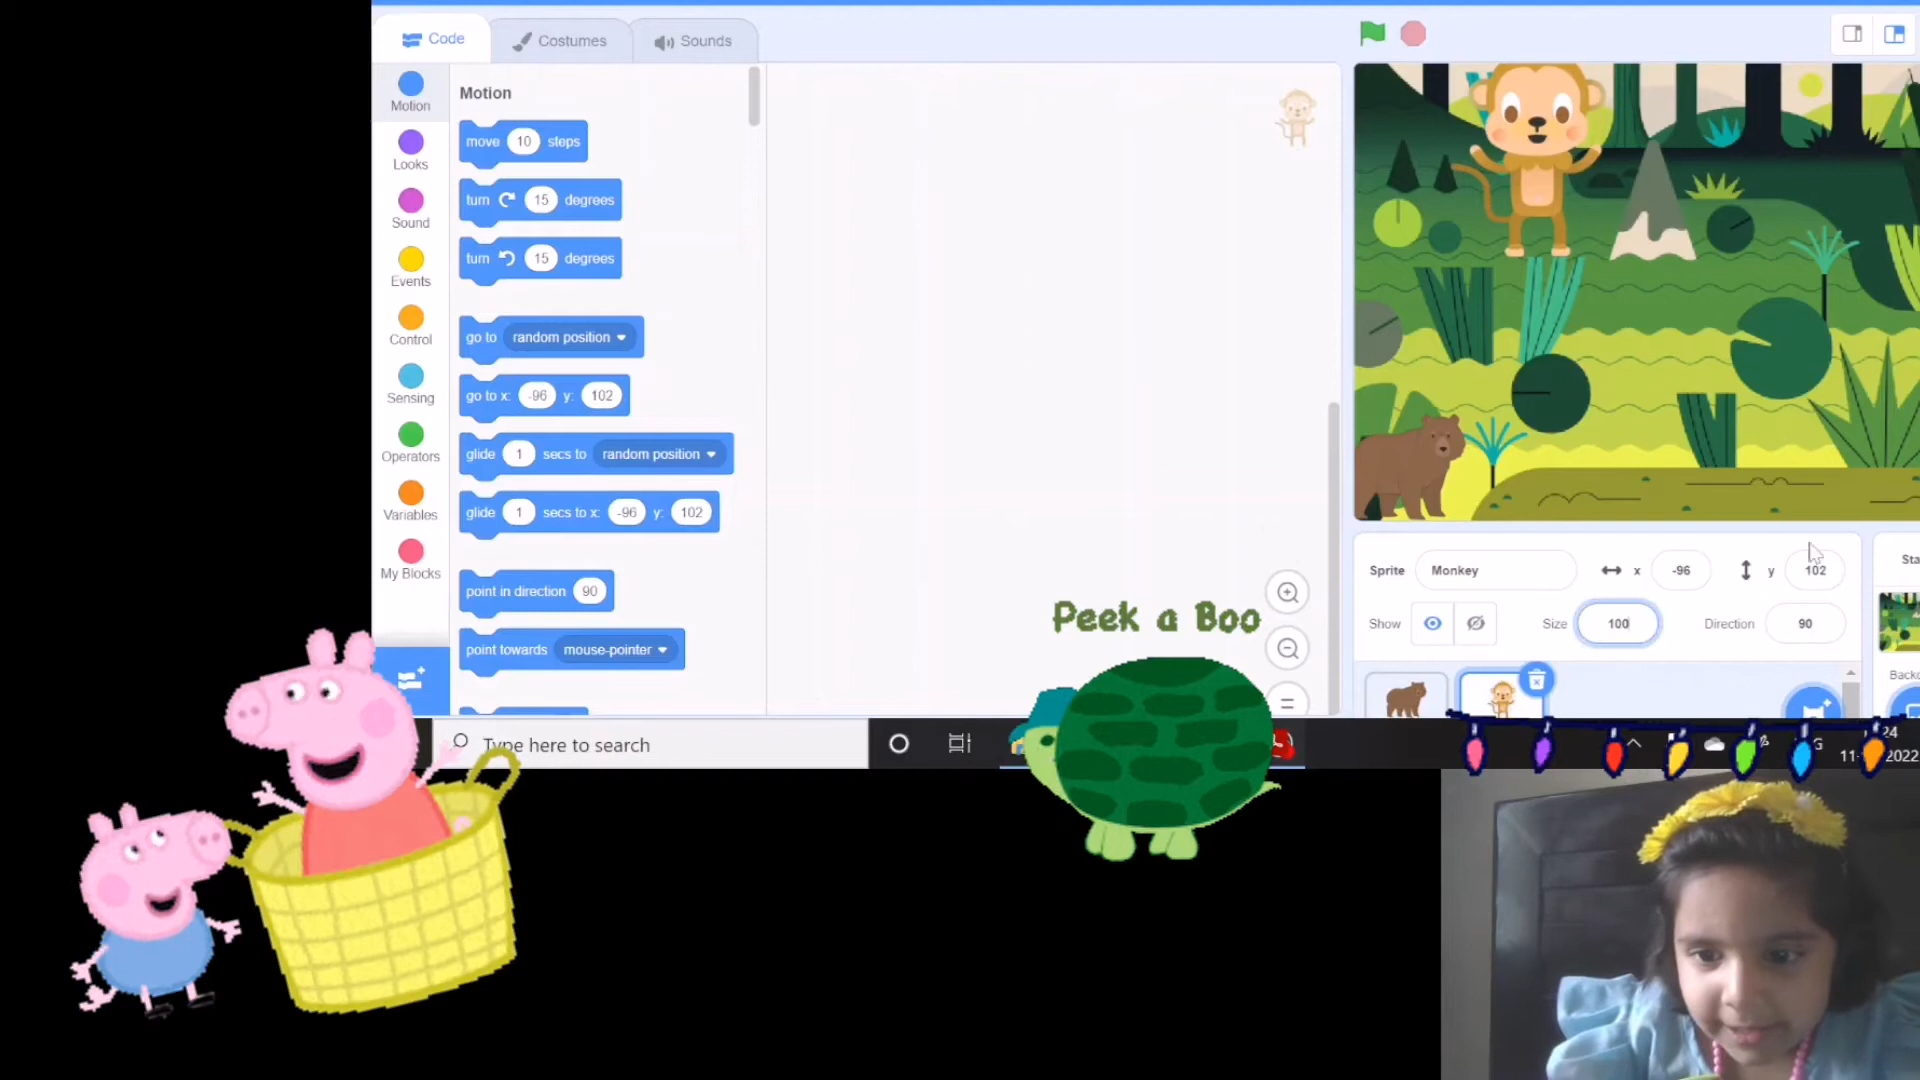 Code
Costumes
Sounds
Motion
Looks
Sound
Events
Control
Sensing
Operators
Variables
My Blocks
Motion
move 10 steps
turn 15 degrees
turn 15 degrees
go to random position
go to x: -96 y: 102
glide 1 secs to random position
glide 1 secs to x: -96 y: 102
point in direction 90
point towards mouse-pointer
Peek a Boo
Sprite Monkey x -96 y 102
Show Size 100 Direction 90
Type here to search